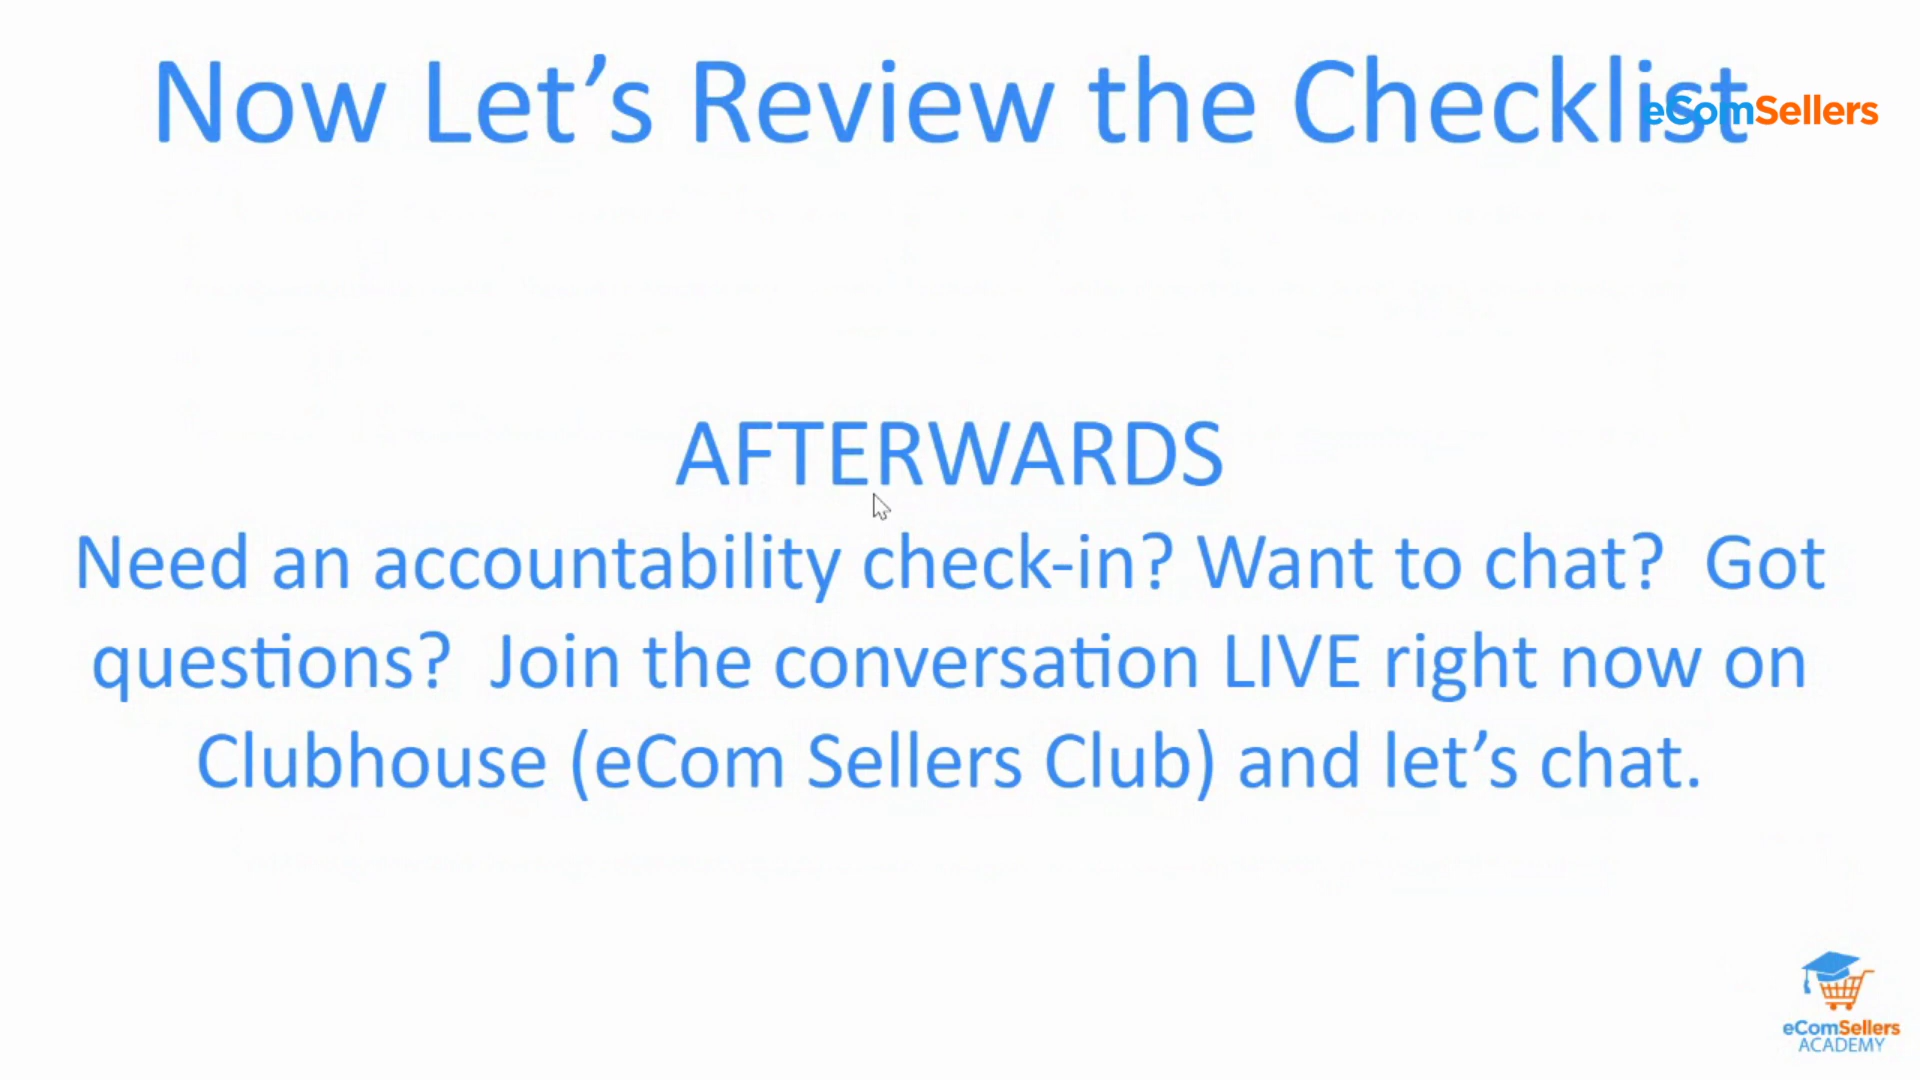 Now Let’s Review the Checklist
eComSellers
AFTERWARDS
Need an accountability check-in? Want to chat?  Got
questions?  Join the conversation LIVE right now on
Clubhouse (eCom Sellers Club) and let’s chat.
eComSellers
ACADEMY